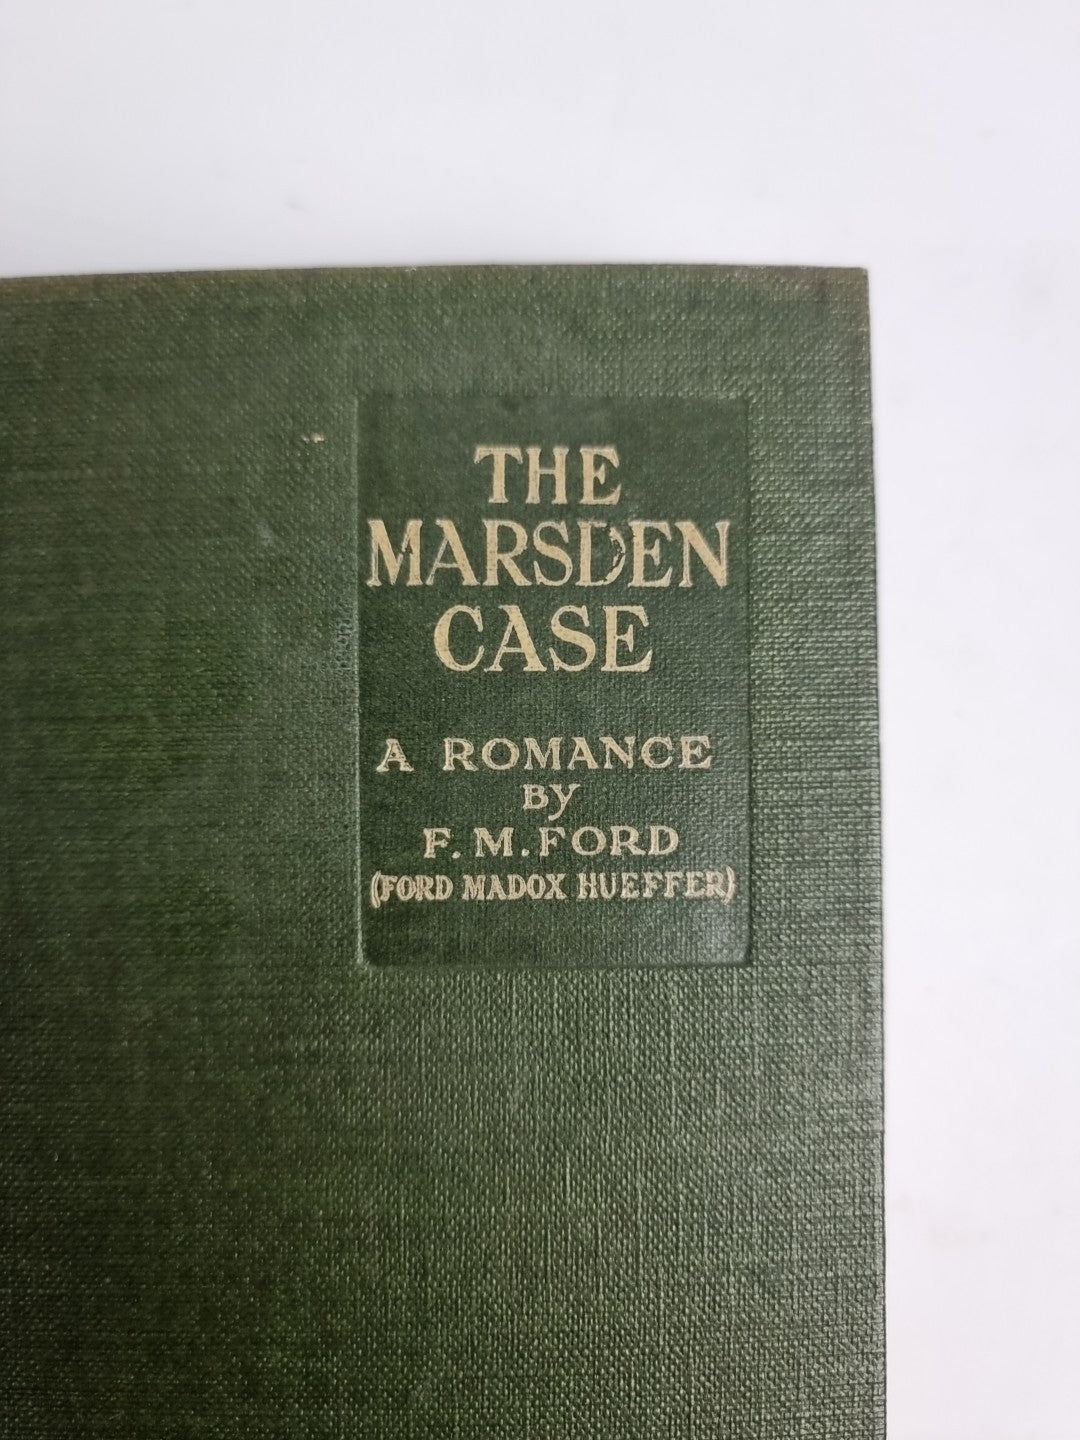 THE
MARSDEN
CASE
A ROMANCE
BY
F. M. FORD
(FORD MADOX HUEFFER)